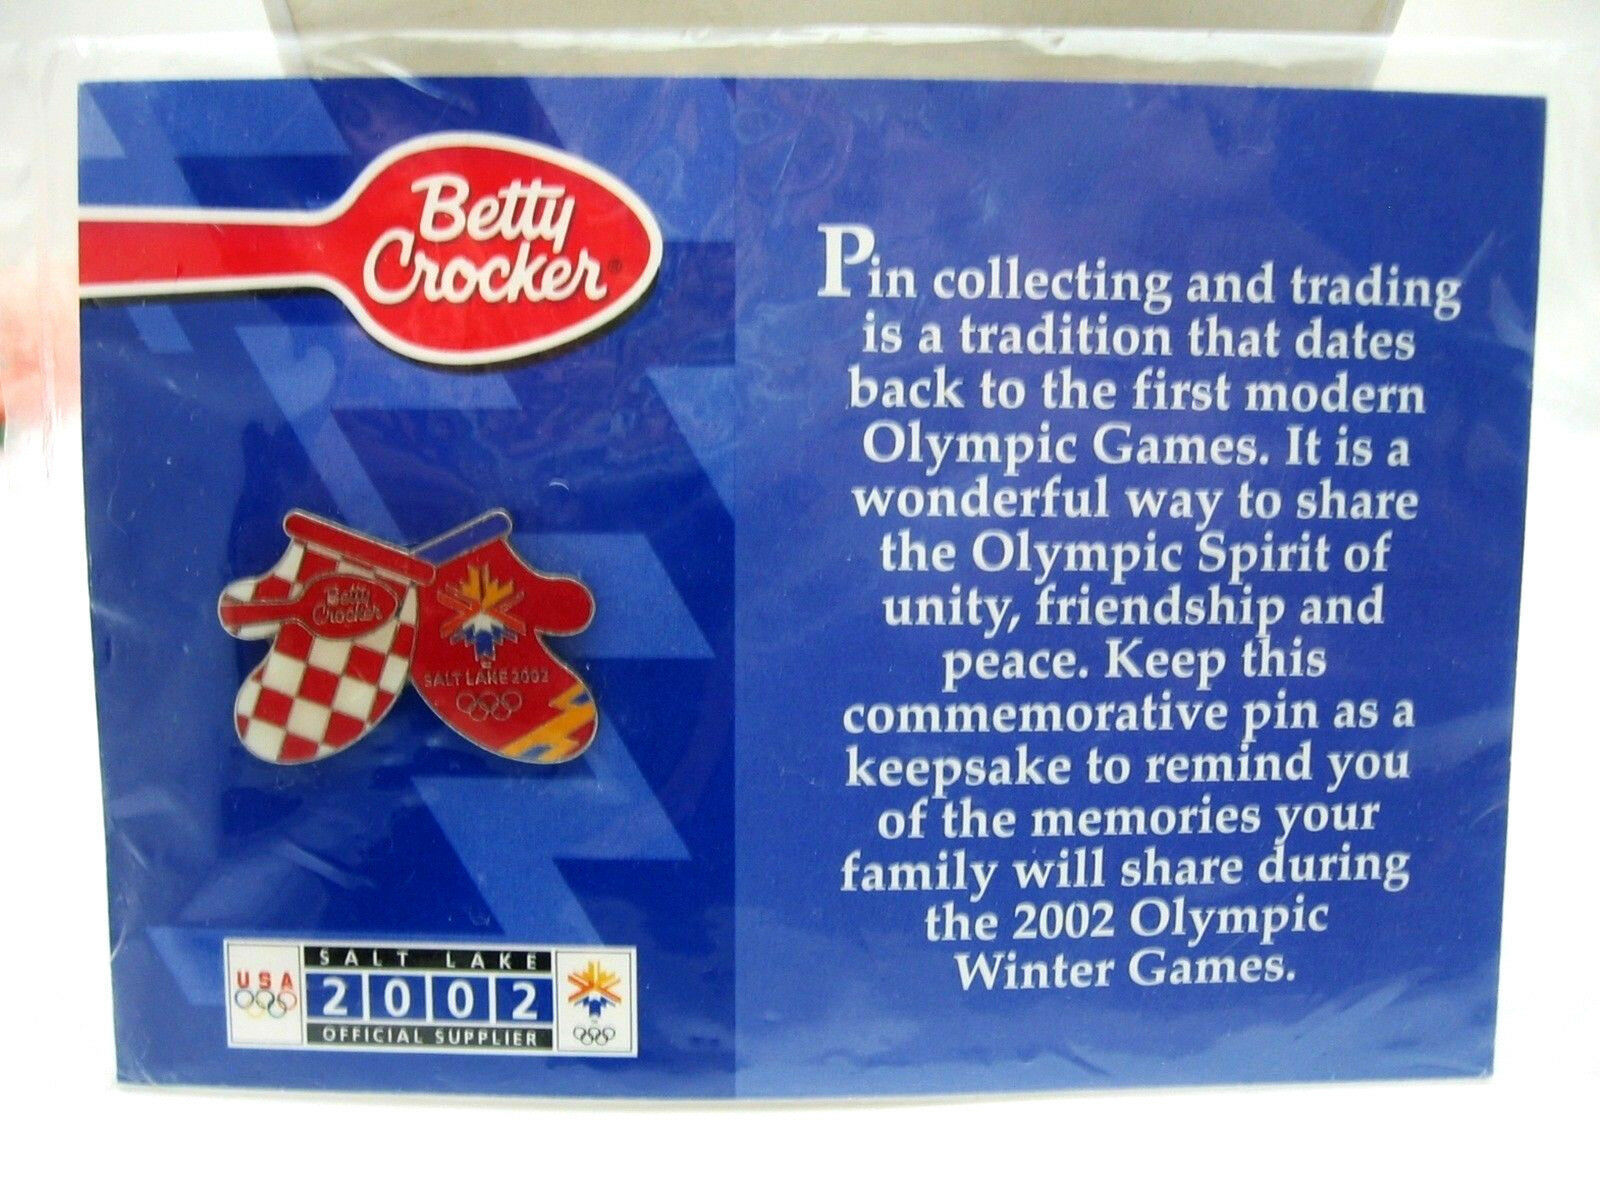 Betty
Crocker®
Betty
Crocker
SALT LAKE 2002
USA
SALT LAKE
2002
OFFICIAL SUPPLIER
Pin collecting and trading
is a tradition that dates
back to the first modern
Olympic Games. It is a
wonderful way to share
the Olympic Spirit of
unity, friendship and
peace. Keep this
commemorative pin as a
keepsake to remind you
of the memories your
family will share during
the 2002 Olympic
Winter Games.